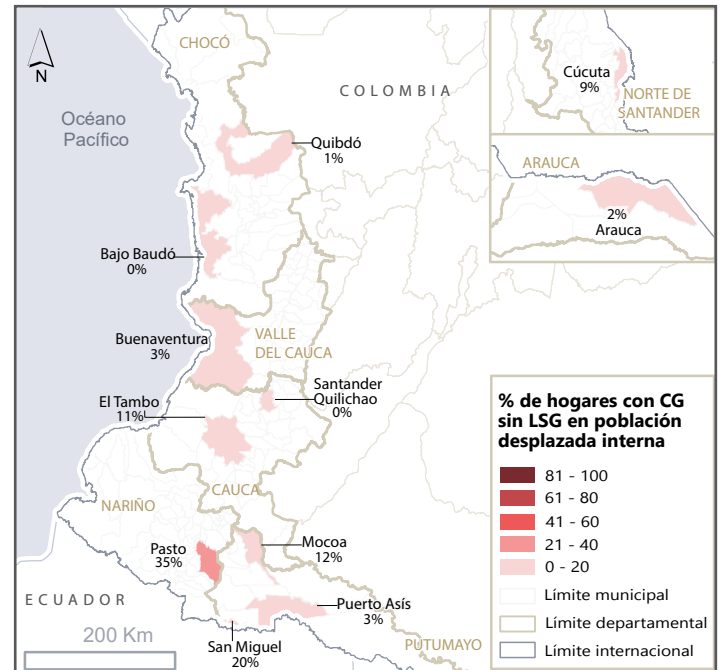 CHOCÓ
N
COLOMBIA
Océano
Pacífico
Quibdó
1%
Bajo Baudó
0%
Buenaventura
3%
VALLE
DEL CAUCA
El Tambo
11%
Santander
Quilichao
0%
NARIÑO
CAUCA
Pasto
35%
Mocoa
12%
ECUADOR
Puerto Asís
3%
San Miguel
20%
PUTUMAYO
200 Km
Cúcuta
9%
NORTE DE
SANTANDER
ARAUCA
2%
Arauca
% de hogares con CG
sin LSG en población
desplazada interna
81 - 100
61 - 80
41 - 60
21 - 40
0 - 20
Límite municipal
Límite departamental
Límite internacional